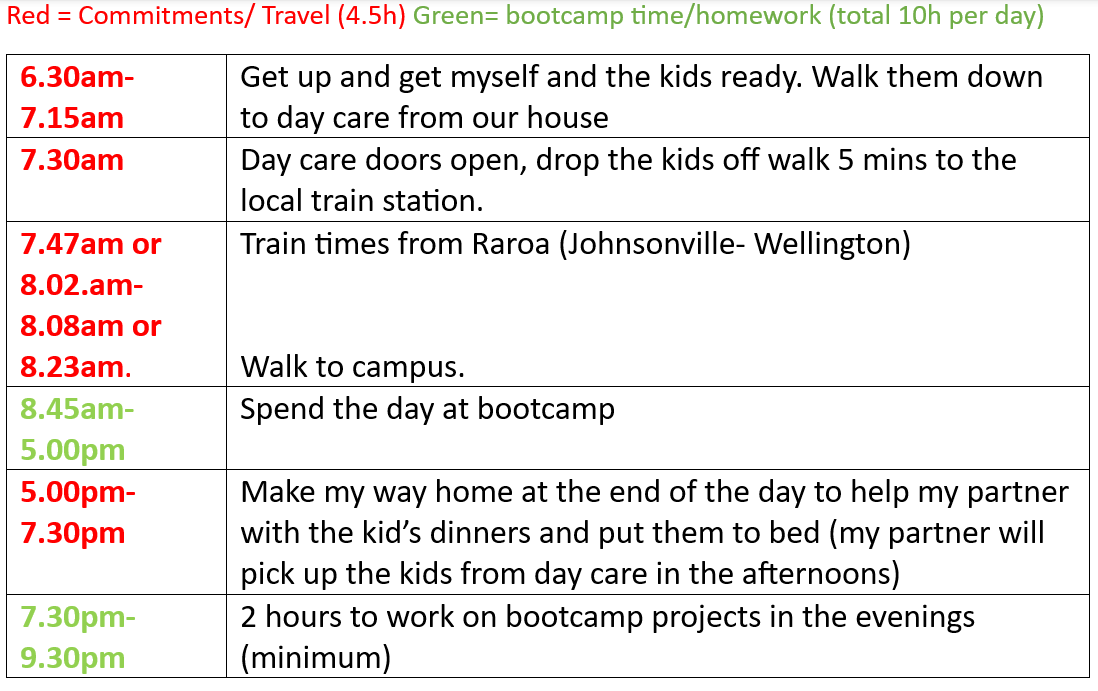 Red = Commitments/ Travel (4.5h) Green= bootcamp time/homework (total 10h per day)
6.30am-
7.15am
Get up and get myself and the kids ready. Walk them down
to day care from our house
7.30am
Day care doors open, drop the kids off walk 5 mins to the
local train station.
7.47am or
8.02.am-
8.08am or
8.23am.
Train times from Raroa (Johnsonville- Wellington)
Walk to campus.
8.45am-
5.00pm
Spend the day at bootcamp
5.00pm-
7.30pm
Make my way home at the end of the day to help my partner
with the kid’s dinners and put them to bed (my partner will
pick up the kids from day care in the afternoons)
7.30pm-
9.30pm
2 hours to work on bootcamp projects in the evenings
(minimum)